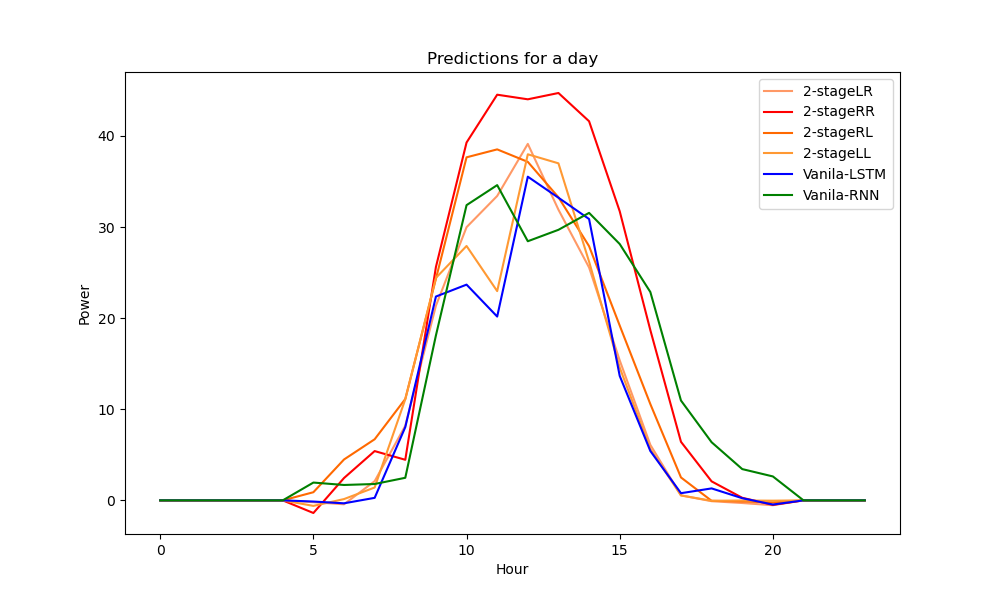 Predictions for a day
2-stageLR
2-stageRR
2-stageRL
2-stageLL
Vanila-LSTM
Vanila-RNN
Power
40
30
20
10
0
0 5 10 15 20
Hour